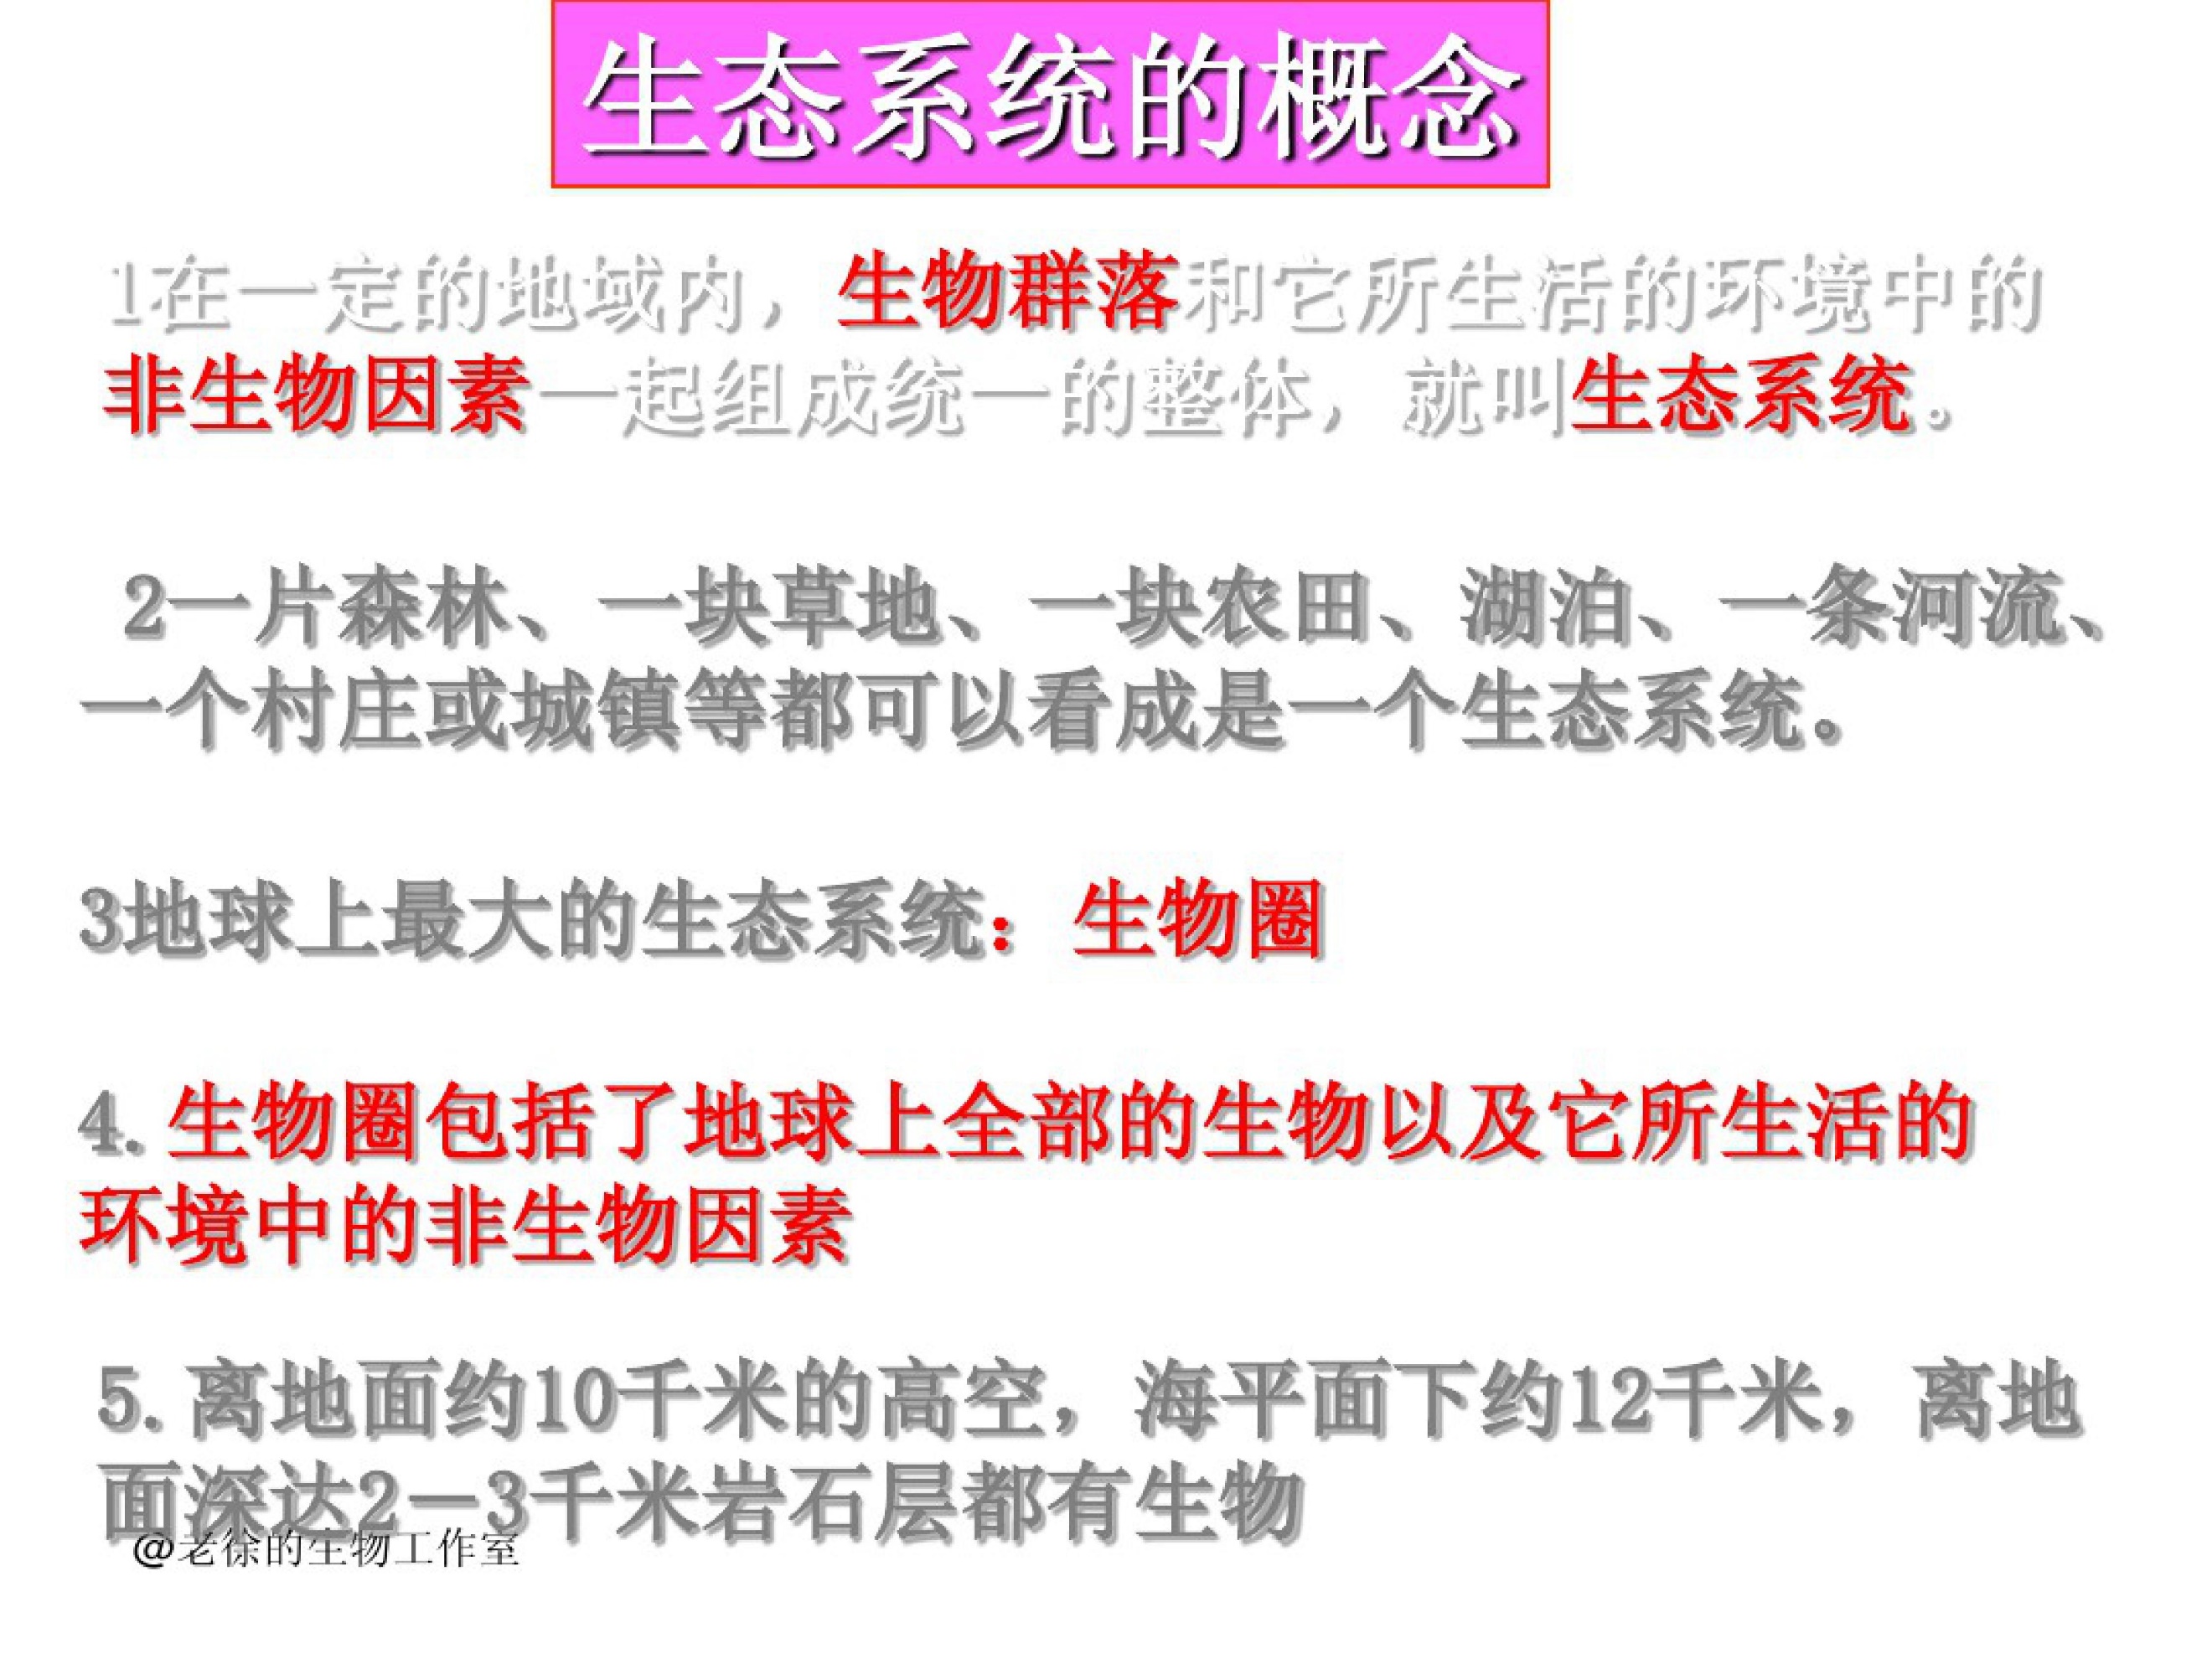 生态系统的概念
1在一定的地域内，生物群落和它所生活的环境中的
非生物因素一起组成统一的整体，就叫生态系统。
2一片森林、一块草地、一块农田、湖泊、一条河流、
一个村庄或城镇等都可以看成是一个生态系统。
3地球上最大的生态系统：生物圈
4.生物圈包括了地球上全部的生物以及它所生活的
环境中的非生物因素
5.离地面约10千米的高空，海平面下约12千米，离地
面深达2－3千米岩石层都有生物
@老徐的生物工作室